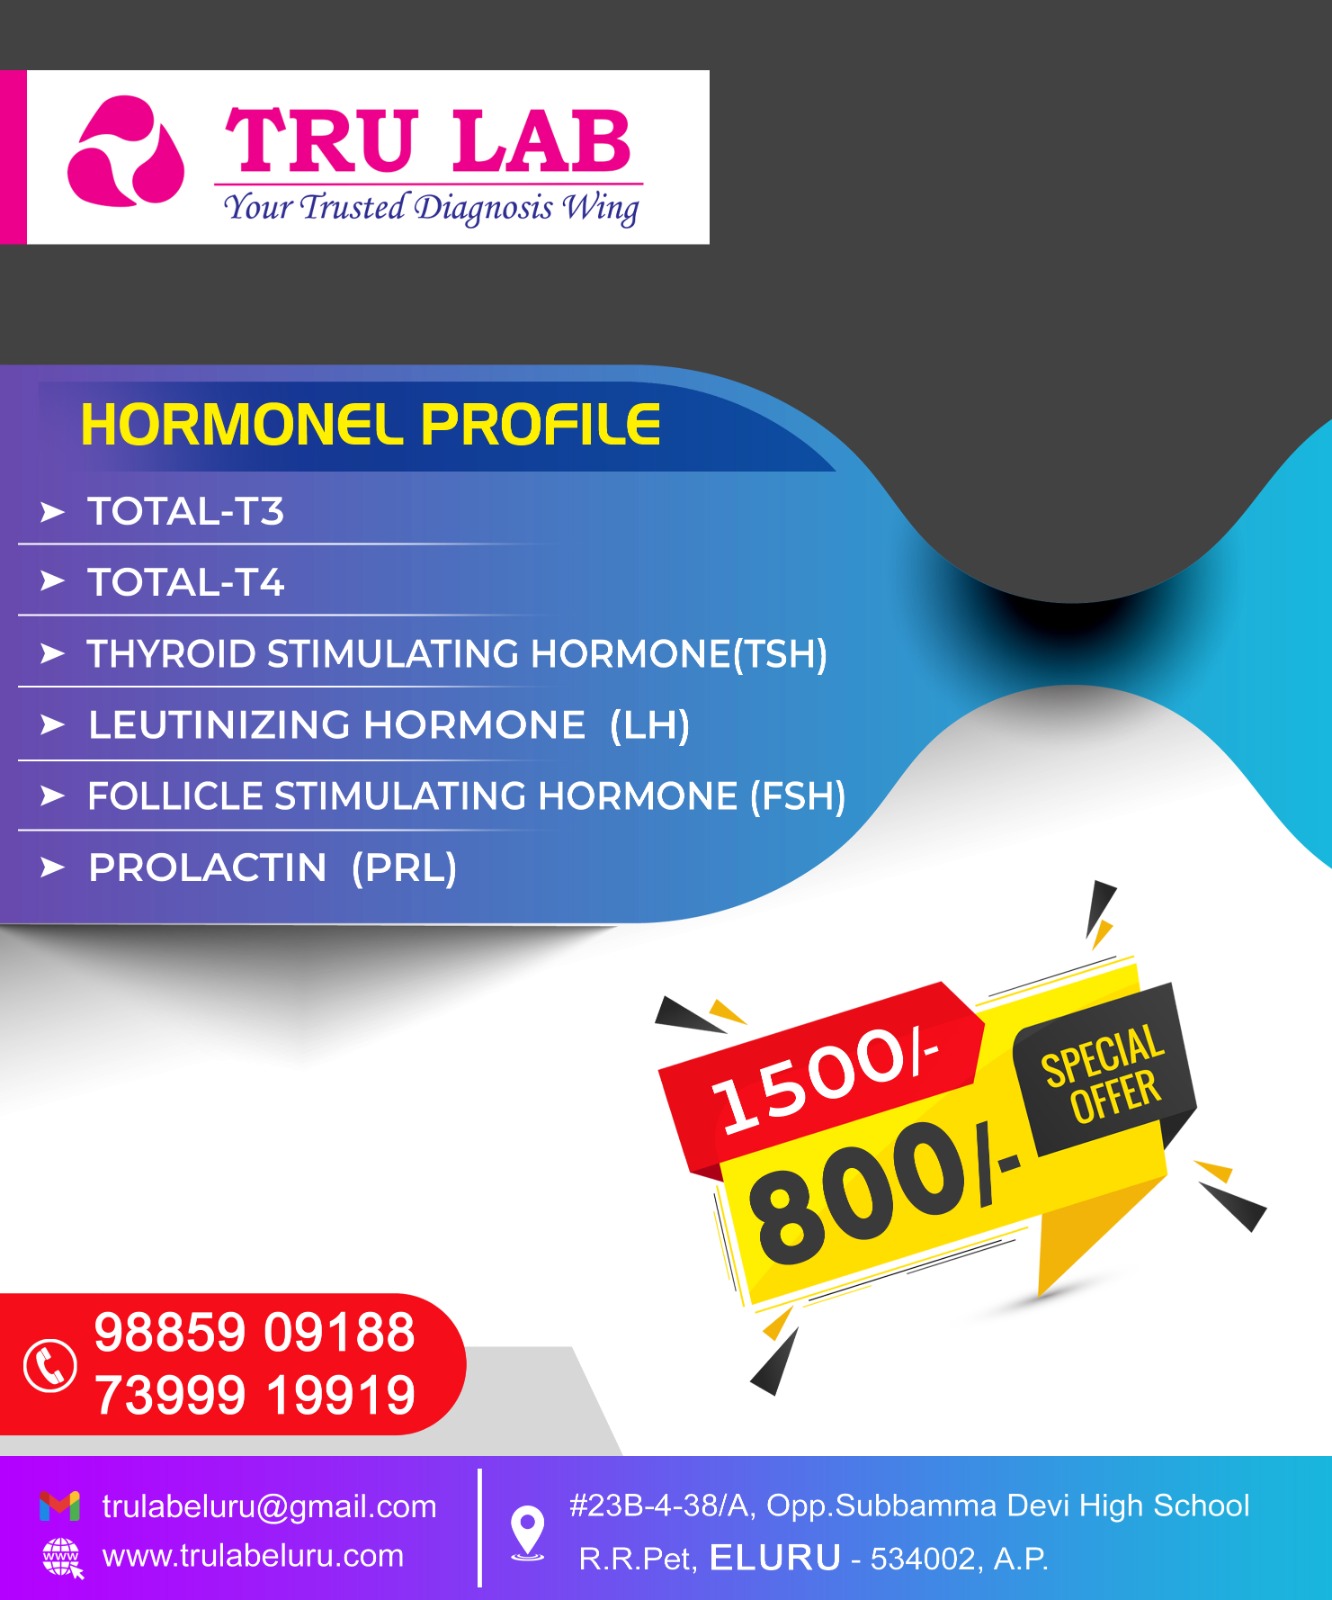 TRU LAB
Your Trusted Diagnosis Wing
HORMONEL PROFILE
TOTAL-T3
TOTAL-T4
THYROID STIMULATING HORMONE(TSH)
LEUTINIZING HORMONE (LH)
FOLLICLE STIMULATING HORMONE (FSH)
PROLACTIN (PRL)
1500/-
800/-
SPECIAL
OFFER
98859 09188
73999 19919
trulabeluru@gmail.com
www
www.trulabeluru.com
#23B-4-38/A, Opp.Subbamma Devi High School
R.R.Pet, ELURU - 534002, A.P.